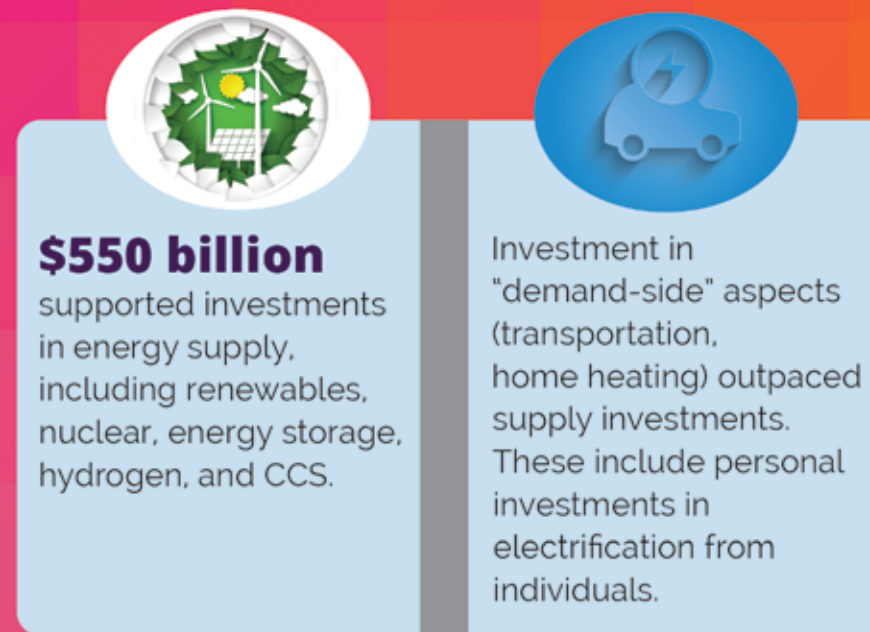 $550 billion
supported investments
in energy supply,
including renewables,
nuclear, energy storage,
hydrogen, and CCS.
Investment in
“demand-side” aspects
(transportation,
home heating) outpaced
supply investments.
These include personal
investments in
electrification from
individuals.